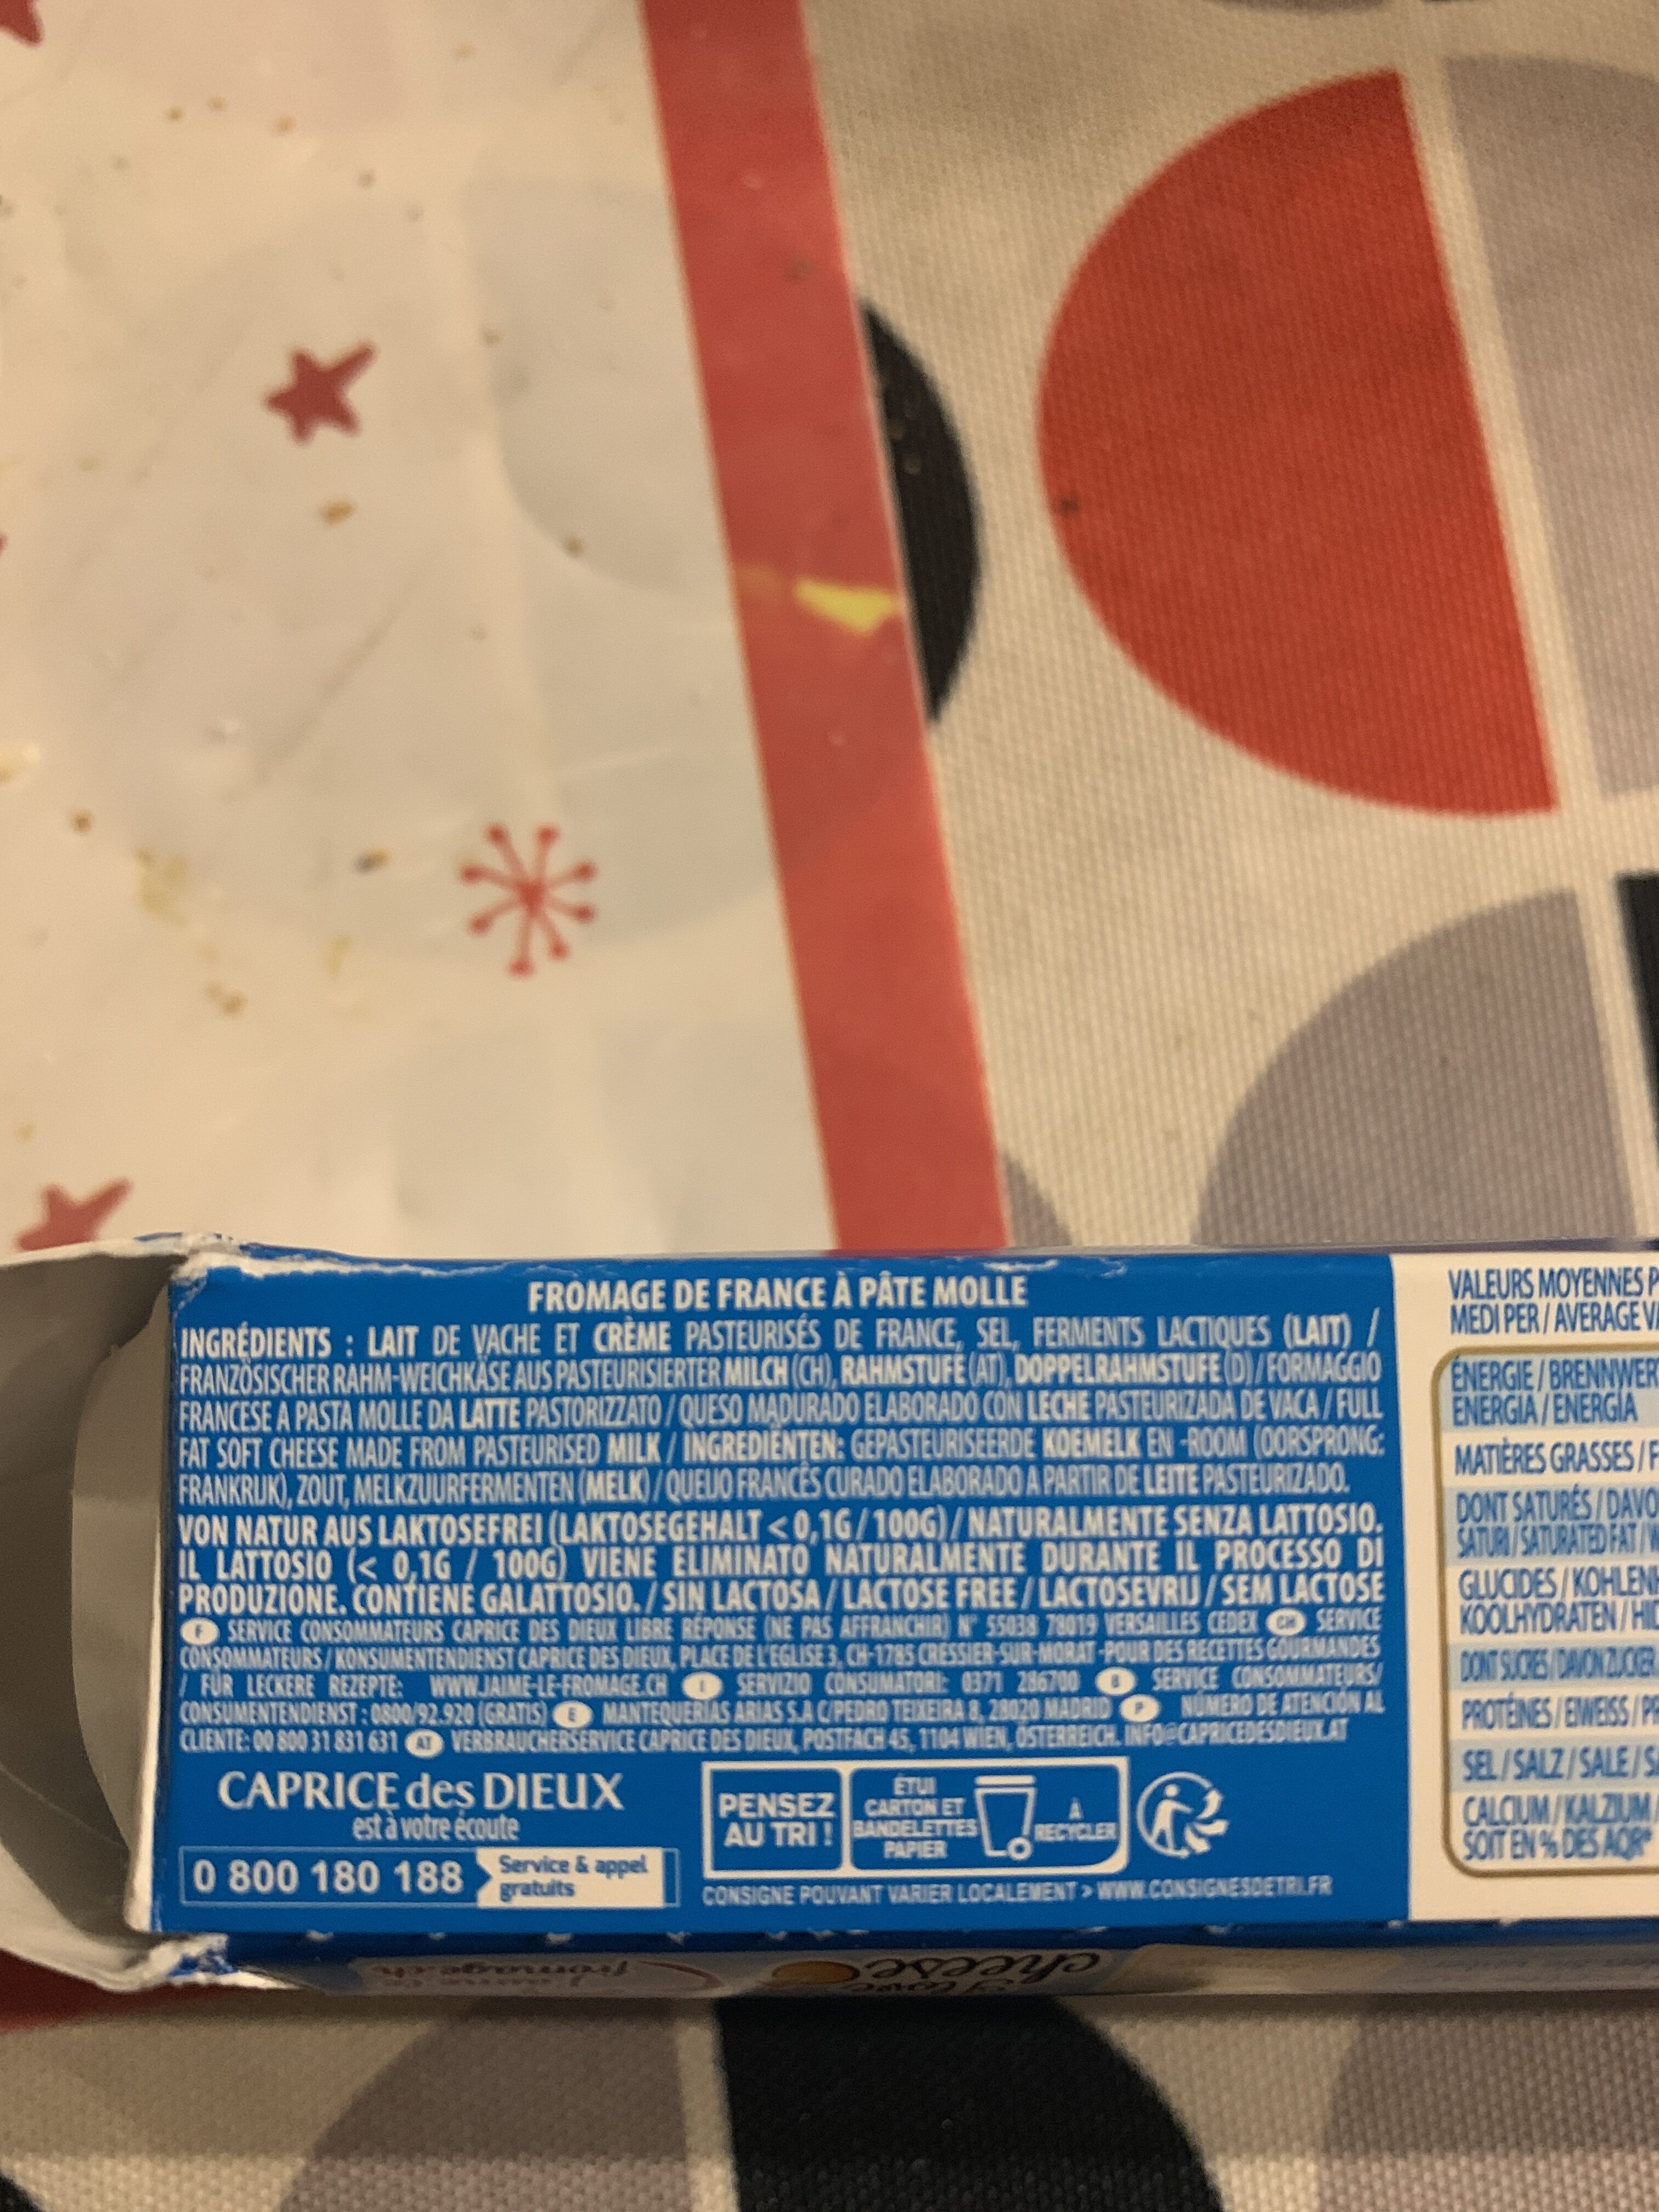 FROMAGE DE FRANCE À PÂTE MOLLE
INGRÉDIENTS : LAIT DE VACHE ET CRÈME PASTEURISÉS DE FRANCE, SEL, FERMENTS LACTIQUES (LAIT) /
FRANZÖSISCHER RAHM-WEICHKÄSE AUS PASTEURISIERTER MILCH (CH), RAHMSTUFE (AT), DOPPELRAHMSTUFE (D) / FORMAGGIO
FRANCESE A PASTA MOLLE DA LATTE PASTORIZZATO / QUESO MADURADO ELABORADO CON LECHE PASTEURIZADA DE VACA / FULL
FAT SOFT CHEESE MADE FROM PASTEURISED MILK / INGREDIËNTEN: GEPASTEURISEERDE KOEMELK EN -ROOM (OORSPRONG:
FRANKRIJK), ZOUT, MELKZUURFERMENTEN (MELK) / QUEIJO FRANCÊS CURADO ELABORADO A PARTIR DE LEITE PASTEURIZADO.
VON NATUR AUS LAKTOSEFREI (LAKTOSEGEHALT < 0,1G / 100G) / NATURALMENTE SENZA LATTOSIO.
IL LATTOSIO (< 0,1G / 100G) VIENE ELIMINATO NATURALMENTE DURANTE IL PROCESSO DI
PRODUZIONE. CONTIENE GALATTOSIO. / SIN LACTOSA / LACTOSE FREE / LACTOSEVRIJ / SEM LACTOSE
F SERVICE CONSOMMATEURS CAPRICE DES DIEUX LIBRE RÉPONSE (NE PAS AFFRANCHIR) N° 55038 78019 VERSAILLES CEDEX CH SERVICE
CONSOMMATEURS / KONSUMENTENDIENST CAPRICE DES DIEUX, PLACE DE L'EGLISE 3, CH-1785 CRESSIER-SUR-MORAT - POUR DES RECETTES GOURMANDES
/ FÜR LECKERE REZEPTE: WWW.JAIME-LE-FROMAGE.CH I SERVIZIO CONSUMATORI: 0371 286700 B SERVICE CONSOMMATEURS/
CONSUMENTENDIENST : 0800/92.920 (GRATIS) E MANTEQUERIAS ARIAS S.A C/PEDRO TEIXEIRA 8, 28020 MADRID P NÚMERO DE ATENCIÓN AL
CLIENTE: 00 800 31 831 631 AT VERBRAUCHERSERVICE CAPRICE DES DIEUX, POSTFACH 45, 1104 WIEN, ÖSTERREICH. INFO@CAPRICEDESDIEUX.AT
CAPRICE des DIEUX
est à votre écoute
0 800 180 188 Service & appel
gratuits
PENSEZ
AU TRI !
ÉTUI
CARTON ET
BANDELETTES
PAPIER
À
RECYCLER
CONSIGNE POUVANT VARIER LOCALEMENT > WWW.CONSIGNESDETRI.FR
VALEURS MOYENNES
MEDI PER / AVERAGE
ÉNERGIE / BRENNWER
ENERGIA / ENERGÍA
MATIÈRES GRASSES /
DONT SATURÉS / DAVO
SATURI / SATURATED FAT /
GLUCIDES / KOHLEN
KOOLHYDRATEN / HI
DONT SUCRES / DAVON ZUCKER
PROTÉINES / EIWEISS /
SEL / SALZ / SALE /
CALCIUM / KALZIUM /
SOIT EN % DES AQR*
cheese
fromage.ch